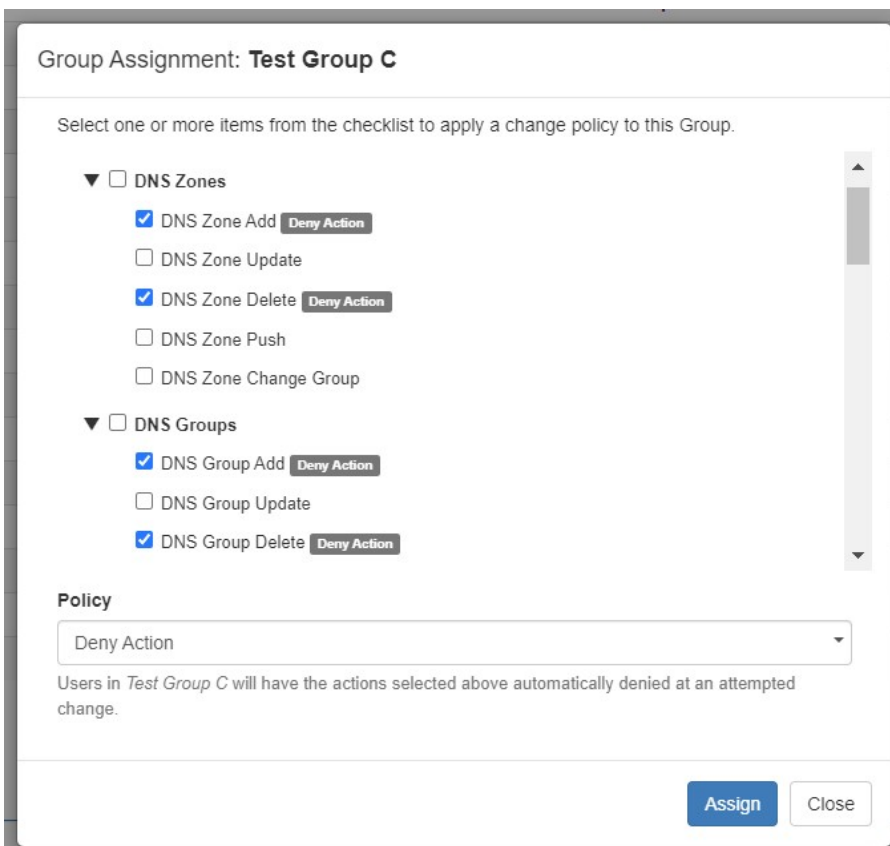 Group Assignment: Test Group C
Select one or more items from the checklist to apply a change policy to this Group.
DNS Zones
DNS Zone Add Deny Action
DNS Zone Update
DNS Zone Delete Deny Action
DNS Zone Push
DNS Zone Change Group
DNS Groups
DNS Group Add Deny Action
DNS Group Update
DNS Group Delete Deny Action
Policy
Deny Action
Users in Test Group C will have the actions selected above automatically denied at an attempted
change.
Assign Close